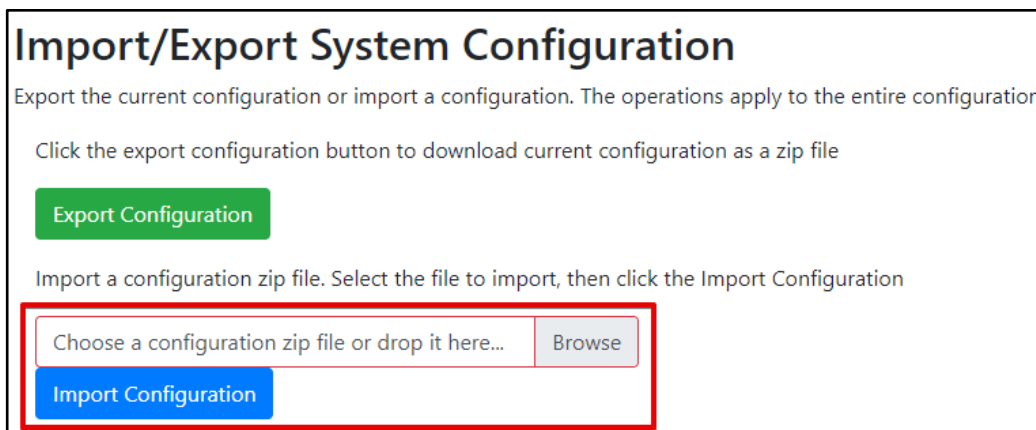 Import/Export System Configuration
Export the current configuration or import a configuration. The operations apply to the entire configuration
Click the export configuration button to download current configuration as a zip file
Export Configuration
Import a configuration zip file. Select the file to import, then click the Import Configuration
Choose a configuration zip file or drop it here... Browse
Import Configuration